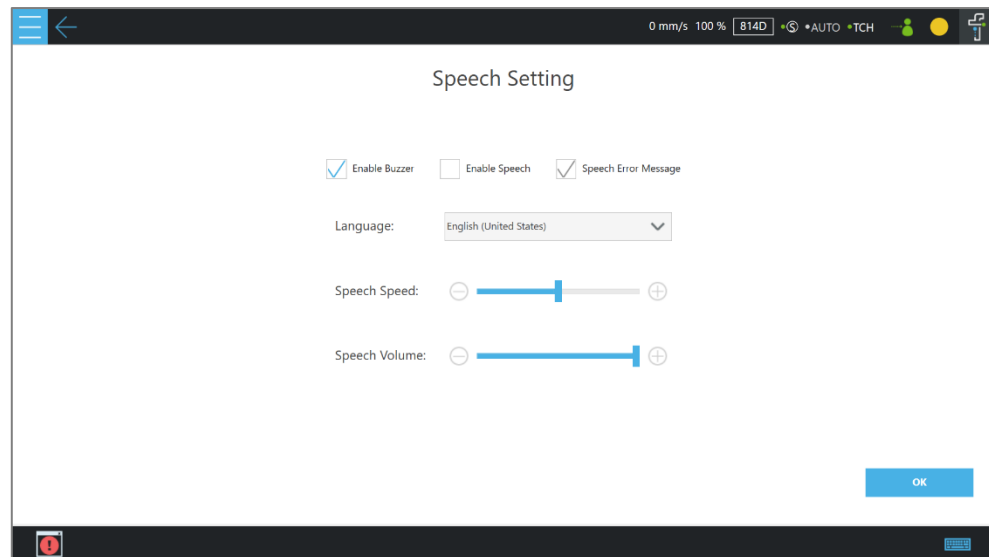 0 mm/s 100 % 814D •Ⓢ •AUTO •TCH
Speech Setting
Enable Buzzer Enable Speech Speech Error Message
Language: English (United States)
Speech Speed:
Speech Volume:
OK